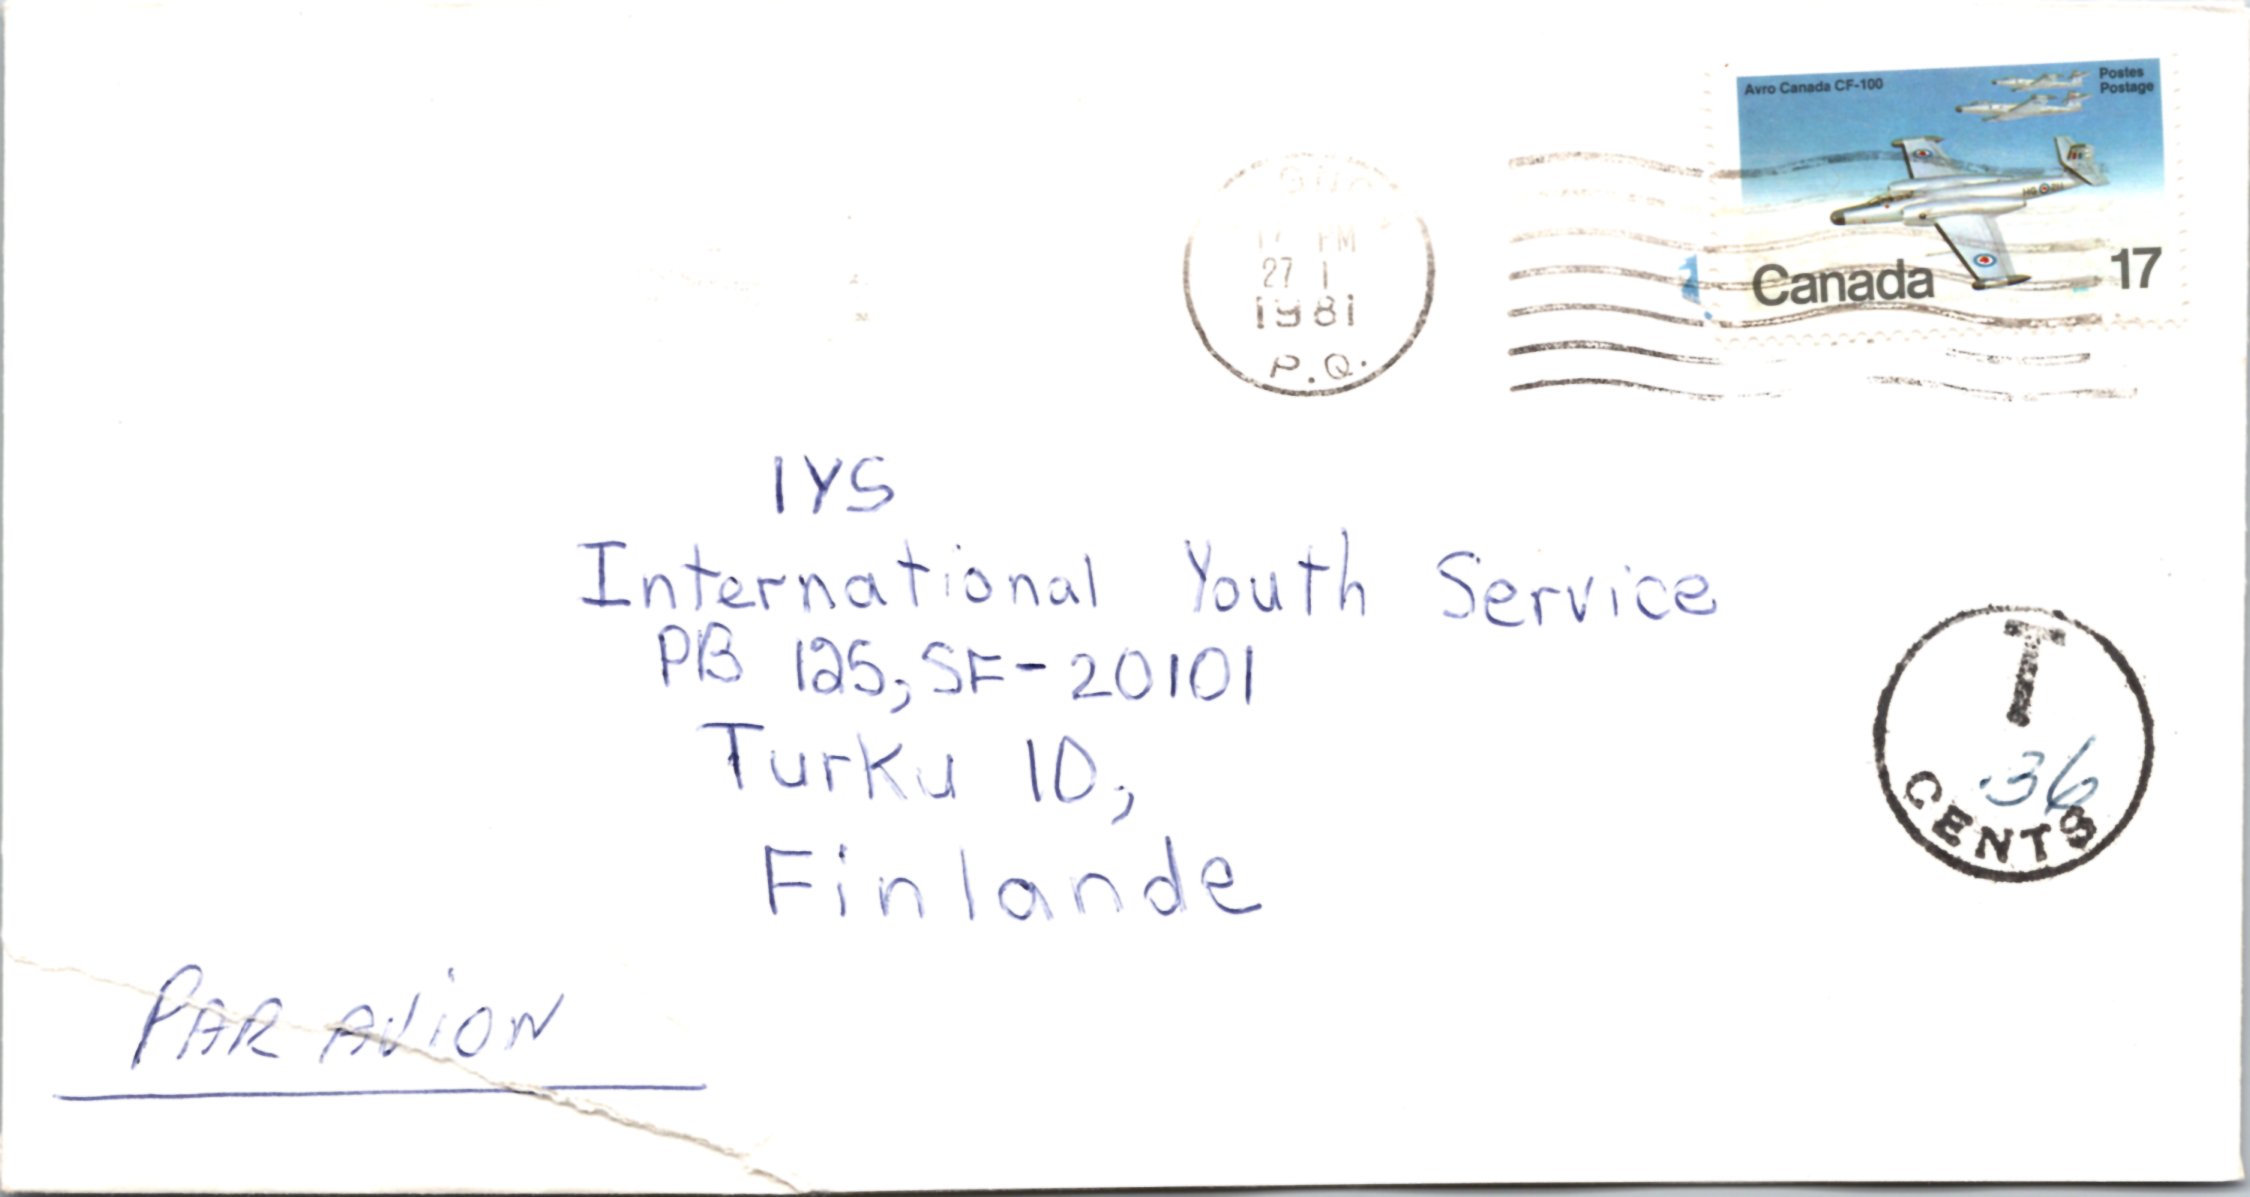 Avro Canada CF-100
Postes
Postage
Canada 17
PM
27 I
1981
P.Q.
IYS
International Youth Service
PB 125, SF-20101
Turku 10,
Finlande
T
.36
CENTS
PAR AVION